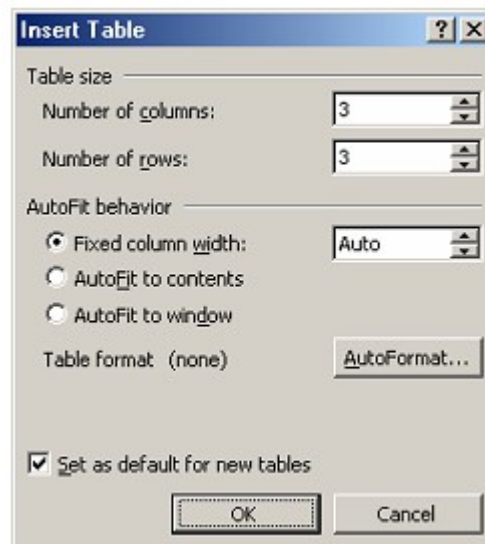 Insert Table
Table size
Number of columns: 3
Number of rows: 3
AutoFit behavior
Fixed column width: Auto
AutoFit to contents
AutoFit to window
Table format (none) AutoFormat...
Set as default for new tables
OK Cancel